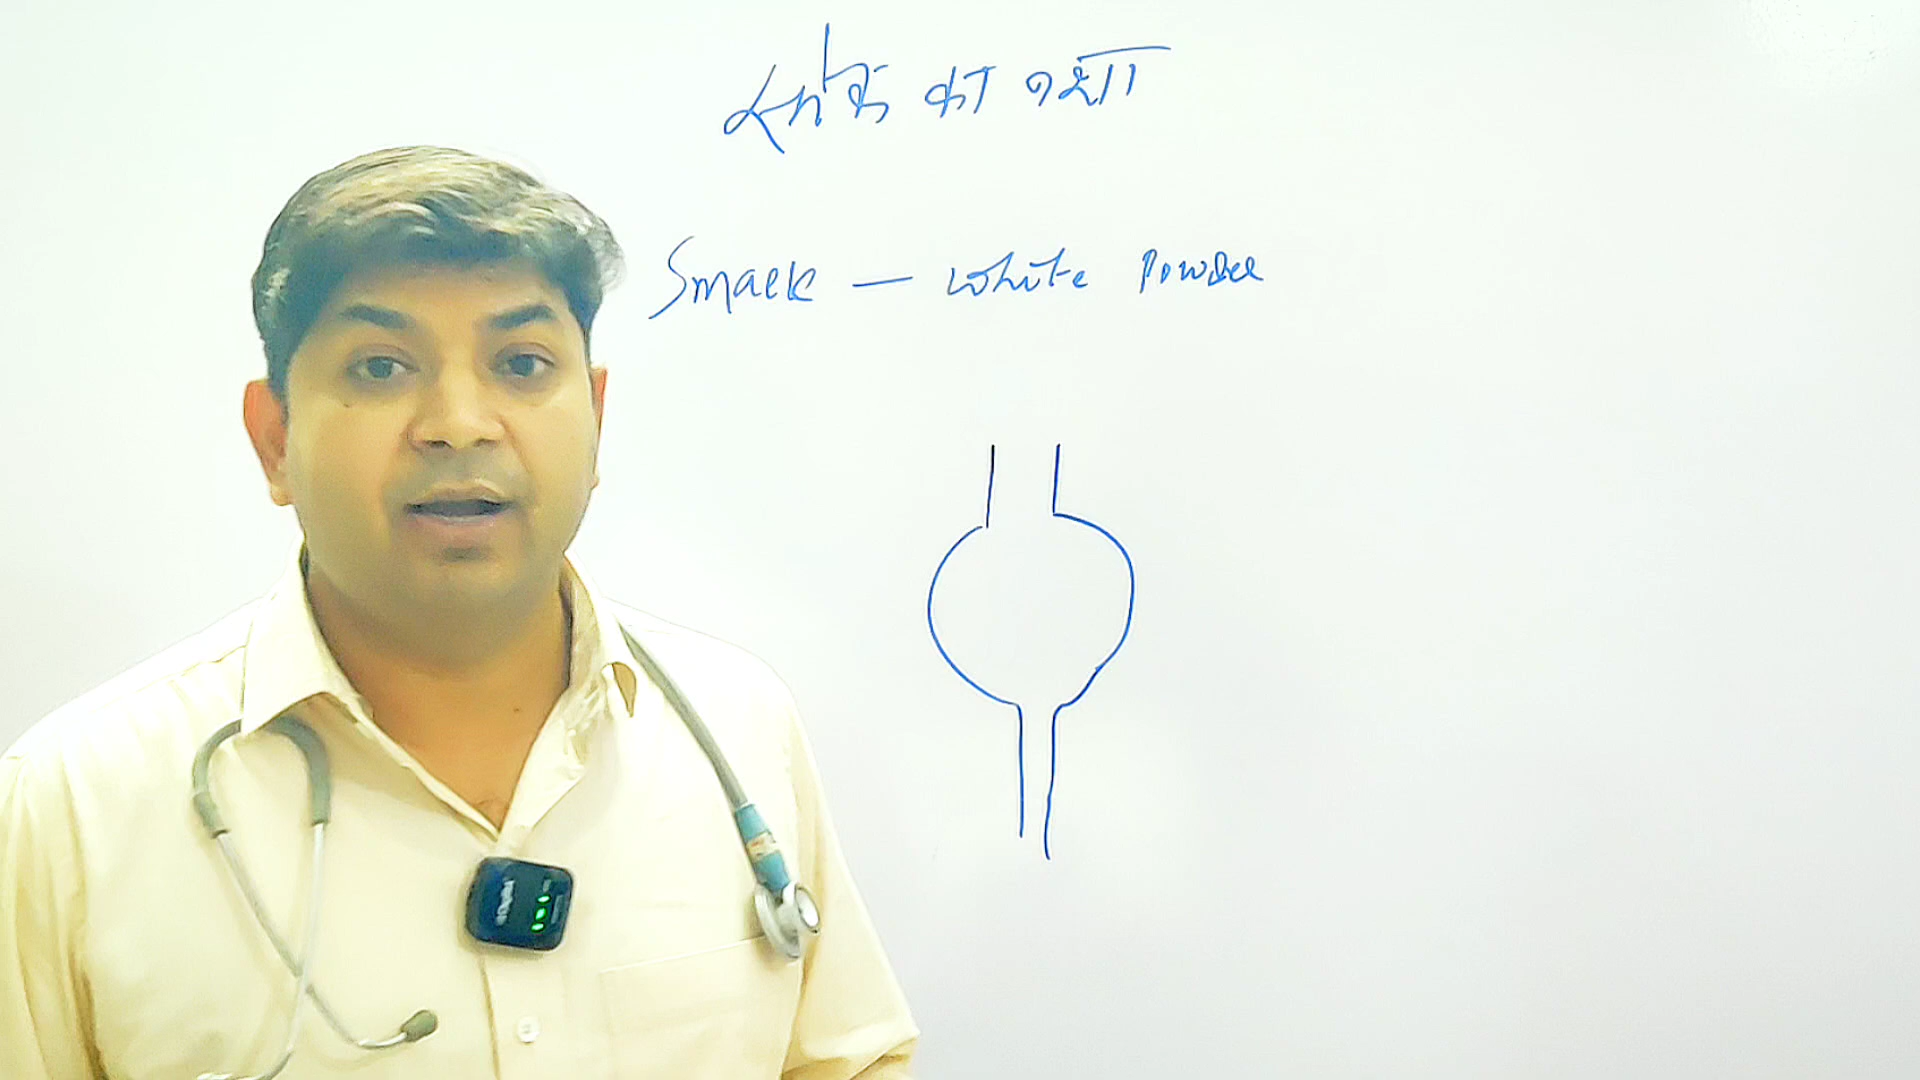 स्मैक का नशा
Smack — white Powder